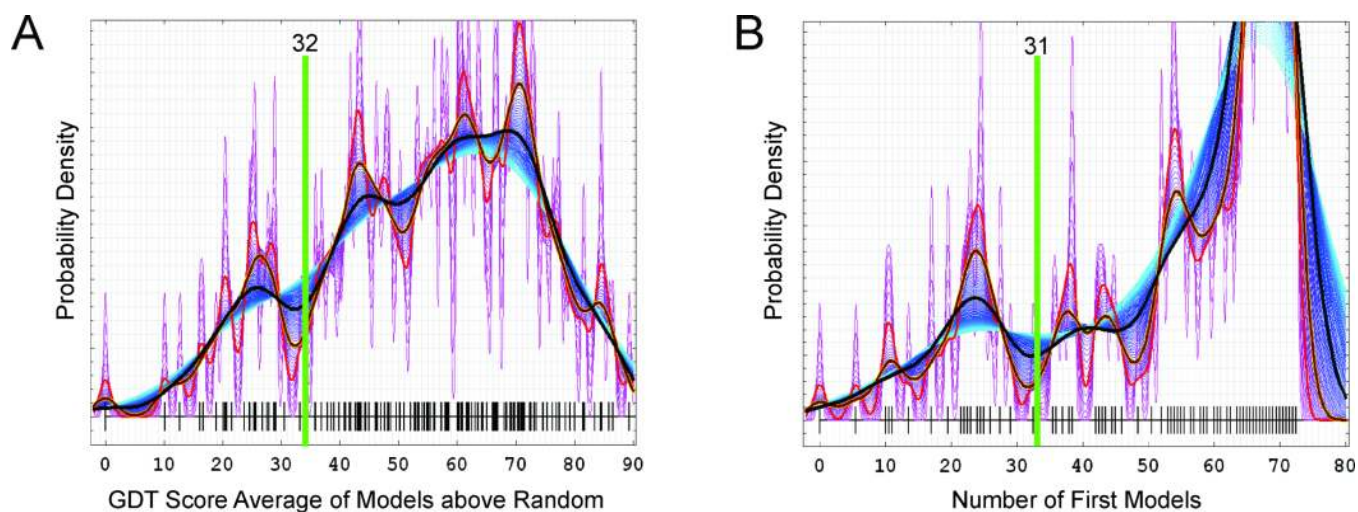 A
32
Probability Density
0 10 20 30 40 50 60 70 80 90
GDT Score Average of Models above Random
B
31
Probability Density
0 10 20 30 40 50 60 70 80
Number of First Models